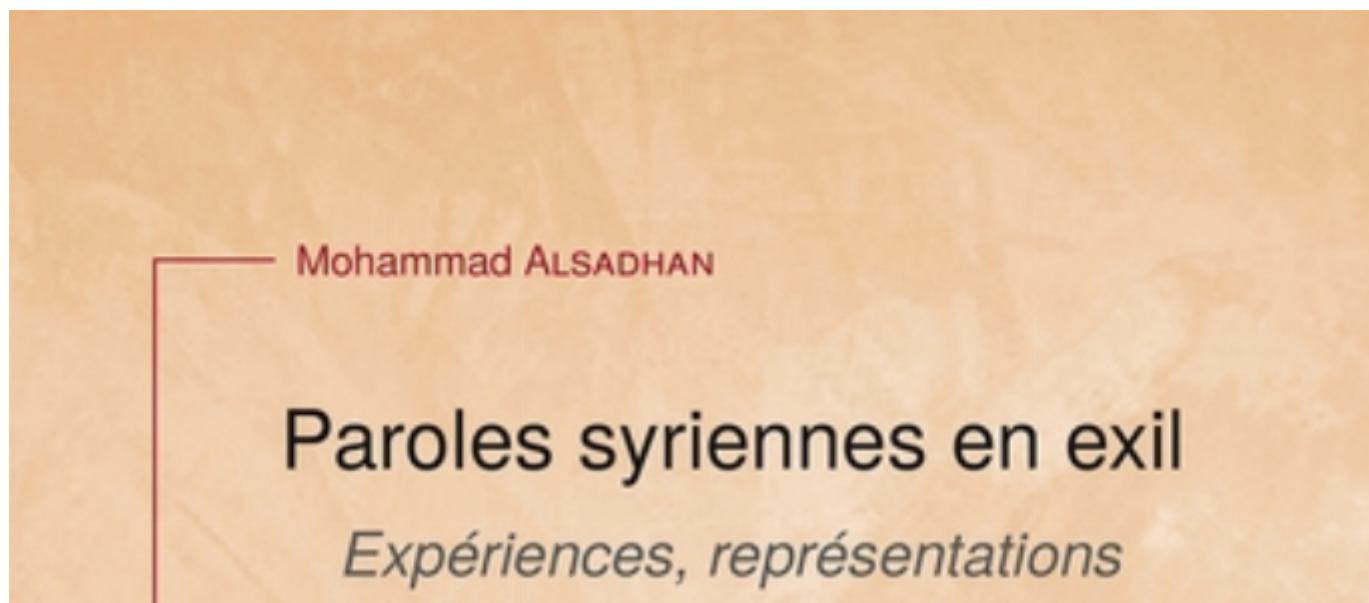 Mohammad ALSADHAN
Paroles syriennes en exil
Expériences, représentations